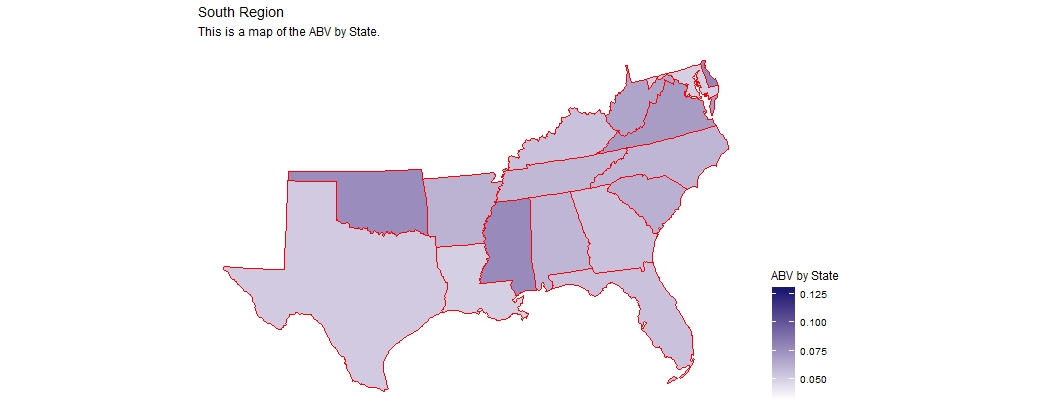 South Region
This is a map of the ABV by State.
ABV by State
0.125
0.100
0.075
0.050